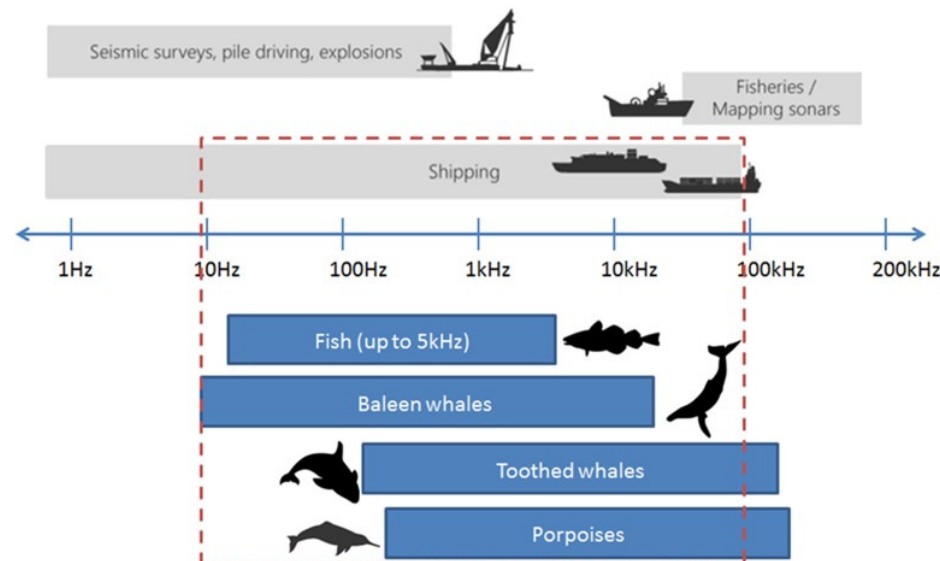 Seismic surveys, pile driving, explosions
Fisheries /
Mapping sonars
Shipping
1Hz 10Hz 100Hz 1kHz 10kHz 100kHz 200kHz
Fish (up to 5kHz)
Baleen whales
Toothed whales
Porpoises